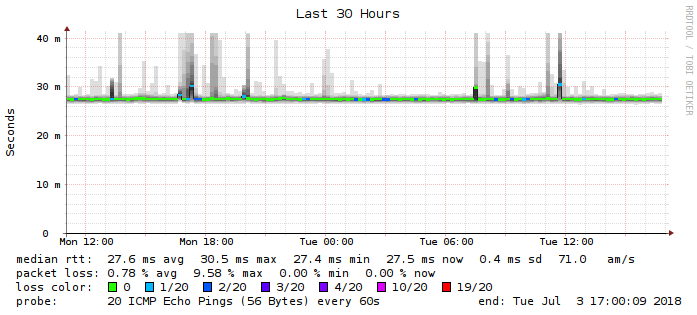 Last 30 Hours
RRDTOOL / TOBI OETIKER
Seconds
40 m
30 m
20 m
10 m
0
Mon 12:00 Mon 18:00 Tue 00:00 Tue 06:00 Tue 12:00
median rtt: 27.6 ms avg 30.5 ms max 27.4 ms min 27.5 ms now 0.4 ms sd 71.0 am/s
packet loss: 0.78 % avg 9.58 % max 0.00 % min 0.00 % now
loss color: 0 1/20 2/20 3/20 4/20 10/20 19/20
probe: 20 ICMP Echo Pings (56 Bytes) every 60s end: Tue Jul 3 17:00:09 2018